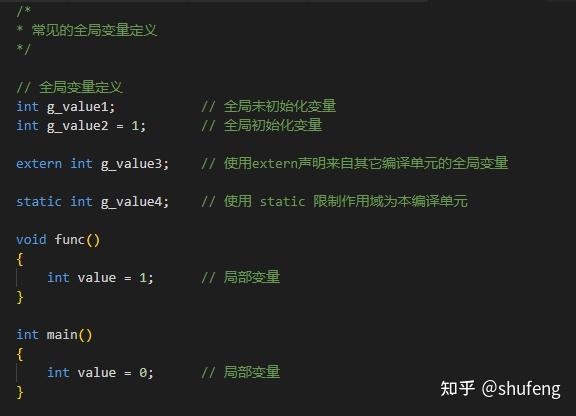 /*
* 常见的全局变量定义
*/
// 全局变量定义
int g_value1; // 全局未初始化变量
int g_value2 = 1; // 全局初始化变量
extern int g_value3; // 使用extern声明来自其它编译单元的全局变量
static int g_value4; // 使用 static 限制作用域为本编译单元
void func()
{
int value = 1; // 局部变量
}
int main()
{
int value = 0; // 局部变量
}
知乎 @shufeng